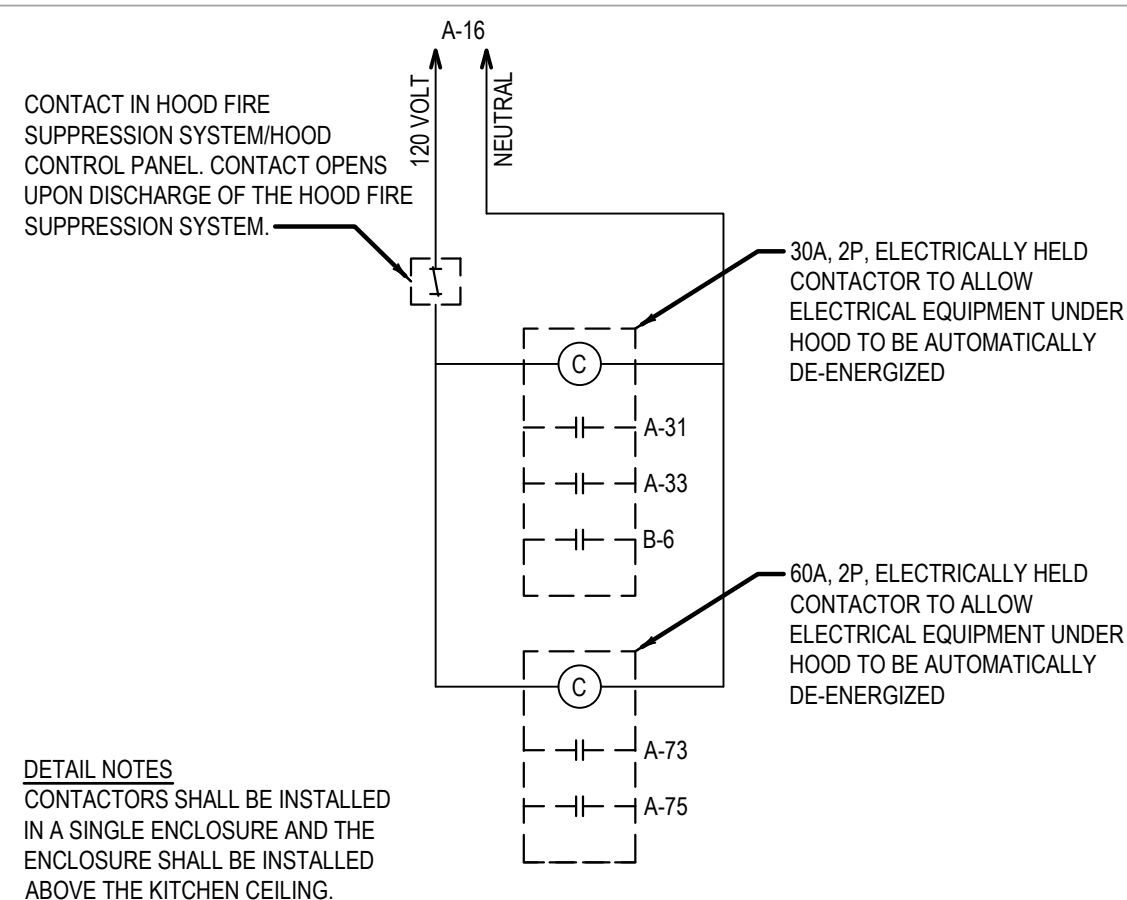 A-16
120 VOLT
NEUTRAL
CONTACT IN HOOD FIRE
SUPPRESSION SYSTEM/HOOD
CONTROL PANEL. CONTACT OPENS
UPON DISCHARGE OF THE HOOD FIRE
SUPPRESSION SYSTEM.
30A, 2P, ELECTRICALLY HELD
CONTACTOR TO ALLOW
ELECTRICAL EQUIPMENT UNDER
HOOD TO BE AUTOMATICALLY
DE-ENERGIZED
C
A-31
A-33
B-6
60A, 2P, ELECTRICALLY HELD
CONTACTOR TO ALLOW
ELECTRICAL EQUIPMENT UNDER
HOOD TO BE AUTOMATICALLY
DE-ENERGIZED
C
A-73
A-75
DETAIL NOTES
CONTACTORS SHALL BE INSTALLED
IN A SINGLE ENCLOSURE AND THE
ENCLOSURE SHALL BE INSTALLED
ABOVE THE KITCHEN CEILING.